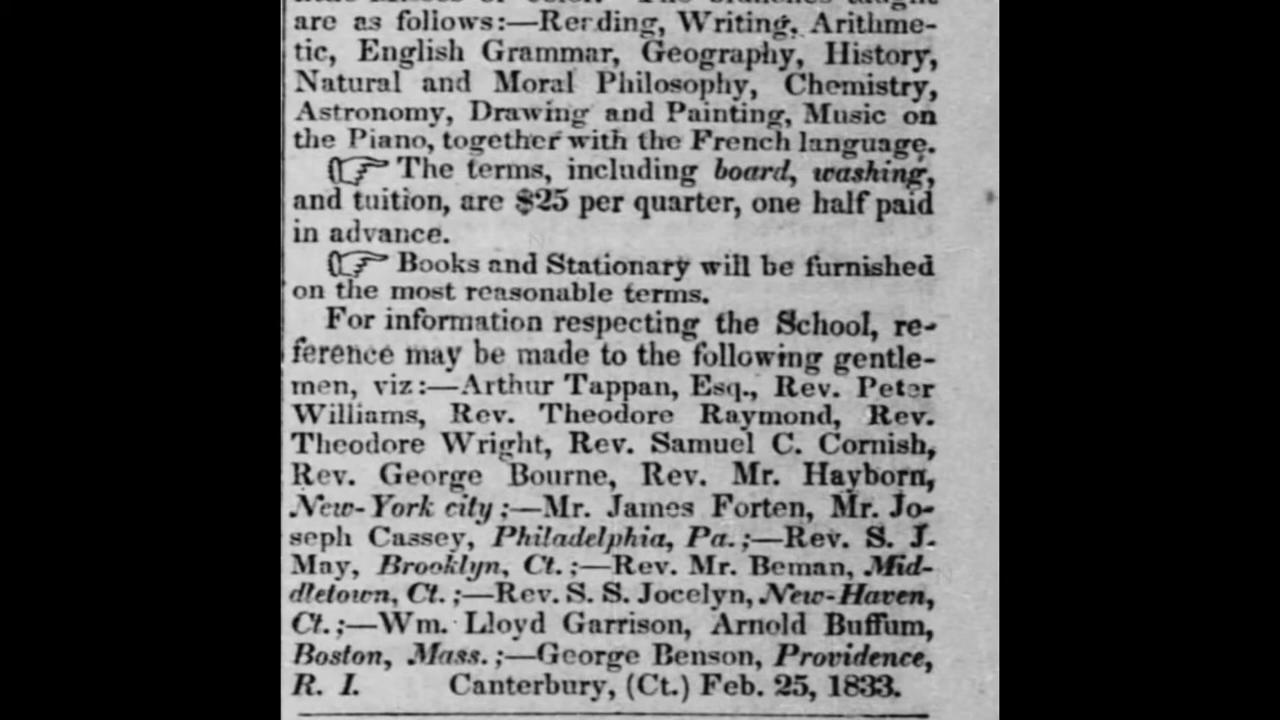 are as follows:—Reading, Writing, Arithme-
tic, English Grammar, Geography, History,
Natural and Moral Philosophy, Chemistry,
Astronomy, Drawing and Painting, Music on
the Piano, together with the French language.
☞ The terms, including board, washing,
and tuition, are $25 per quarter, one half paid
in advance.
☞ Books and Stationary will be furnished
on the most reasonable terms.
For information respecting the School, re-
ference may be made to the following gentle-
men, viz:—Arthur Tappan, Esq., Rev. Peter
Williams, Rev. Theodore Raymond, Rev.
Theodore Wright, Rev. Samuel C. Cornish,
Rev. George Bourne, Rev. Mr. Hayborn,
New-York city;—Mr. James Forten, Mr. Jo-
seph Cassey, Philadelphia, Pa.;—Rev. S. J.
May, Brooklyn, Ct.;—Rev. Mr. Beman, Mid-
dletown, Ct.;—Rev. S. S. Jocelyn, New-Haven,
Ct.;—Wm. Lloyd Garrison, Arnold Buffum,
Boston, Mass.;—George Benson, Providence,
R. I. Canterbury, (Ct.) Feb. 25, 1833.